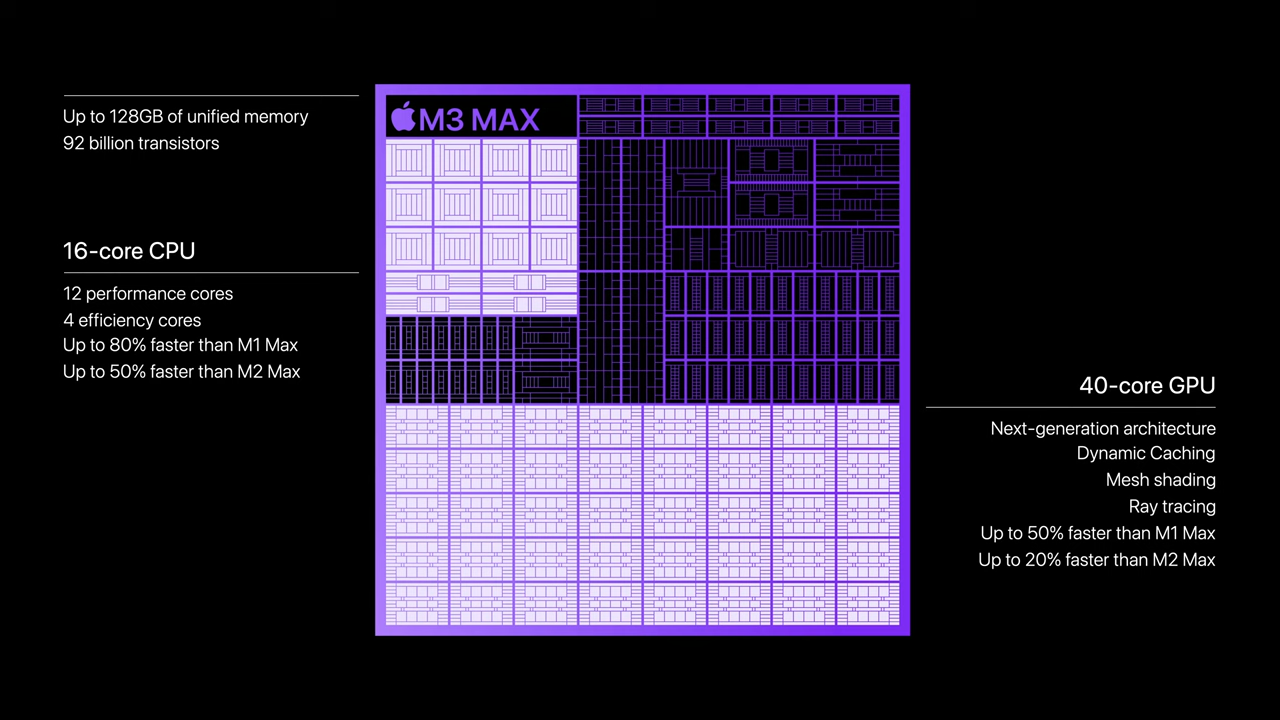 Up to 128GB of unified memory
92 billion transistors
16-core CPU
12 performance cores
4 efficiency cores
Up to 80% faster than M1 Max
Up to 50% faster than M2 Max
M3 MAX
40-core GPU
Next-generation architecture
Dynamic Caching
Mesh shading
Ray tracing
Up to 50% faster than M1 Max
Up to 20% faster than M2 Max